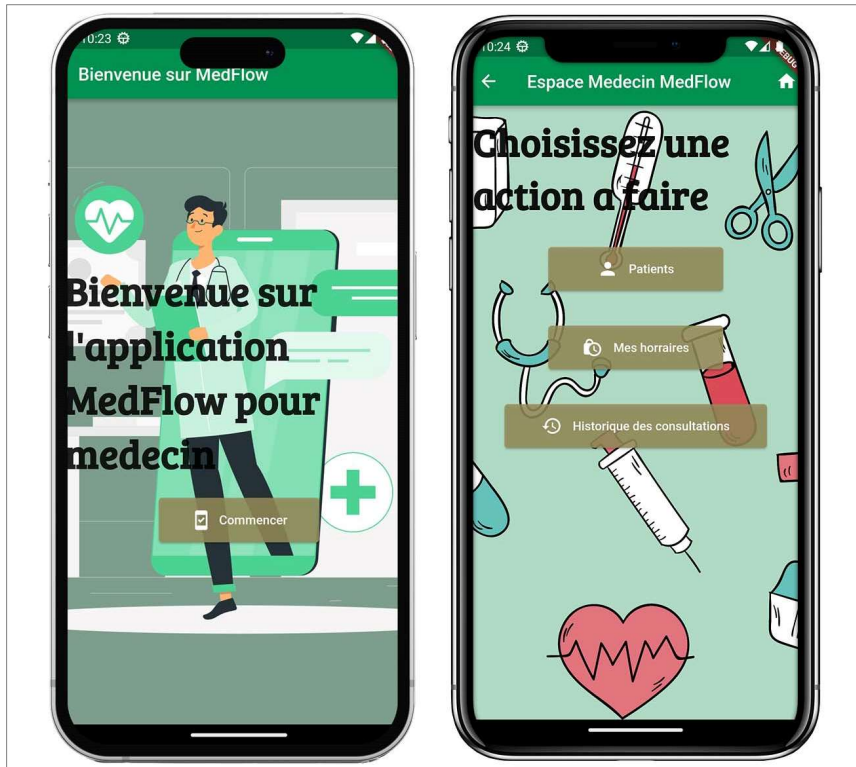 10:23
Bienvenue sur MedFlow
Bienvenue sur
l'application
MedFlow pour
medecin
Commencer
10:24
DEBUG
Espace Medecin MedFlow
Choisissez une
action a faire
Patients
Mes horraires
Historique des consultations